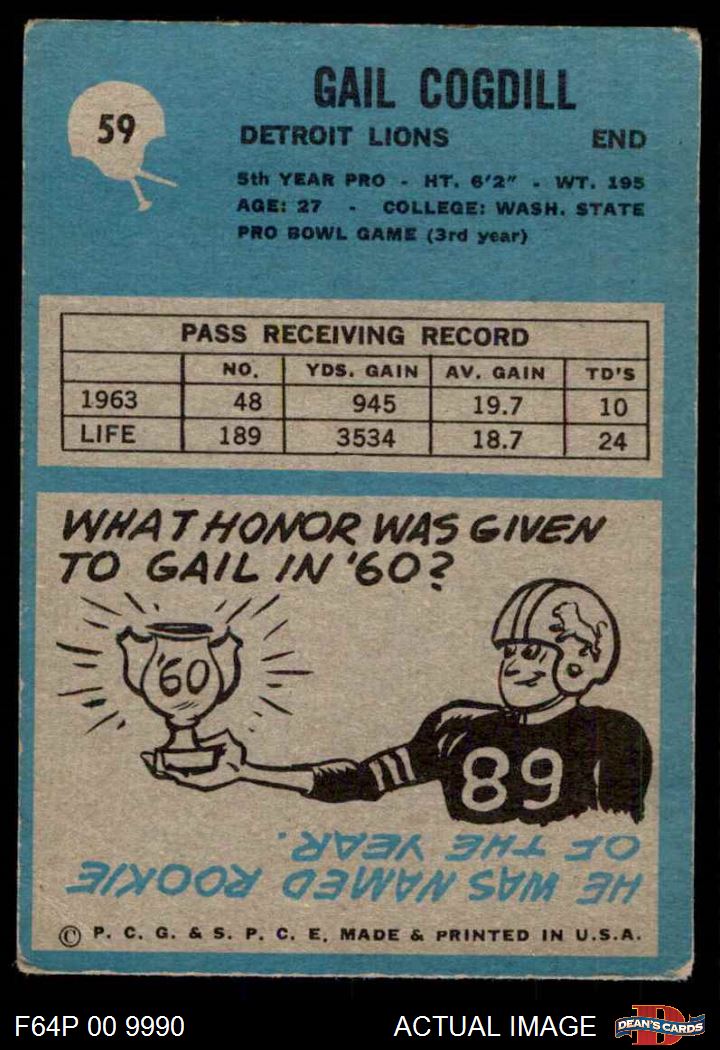 59
GAIL COGDILL
DETROIT LIONS END
5th YEAR PRO - HT. 6'2" - WT. 195
AGE: 27 - COLLEGE: WASH. STATE
PRO BOWL GAME (3rd year)
PASS RECEIVING RECORD
NO. YDS. GAIN AV. GAIN TD'S
1963 48 945 19.7 10
LIFE 189 3534 18.7 24
WHAT HONOR WAS GIVEN
TO GAIL IN '60?
'60
89
HE WAS NAMED ROOKIE
OF THE YEAR.
© P. C. G. & S. P. C. E. MADE & PRINTED IN U.S.A.
F64P 00 9990 ACTUAL IMAGE
D
DEAN'S CARDS